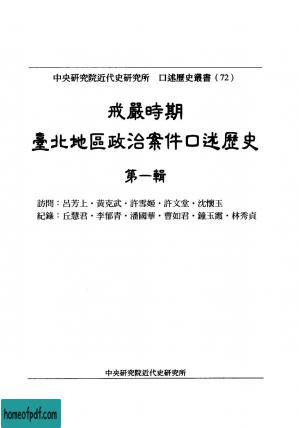 中央研究院近代史研究所 口述歷史叢書(72)
戒嚴時期
臺北地區政治案件口述歷史
第一輯
訪問：呂芳上・黃克武・許雪姬・許文堂・沈懷玉
紀錄：丘慧君・李郁青・潘國華・曹如君・鐘玉霞・林秀貞
中央研究院近代史研究所
homeofpdf.com